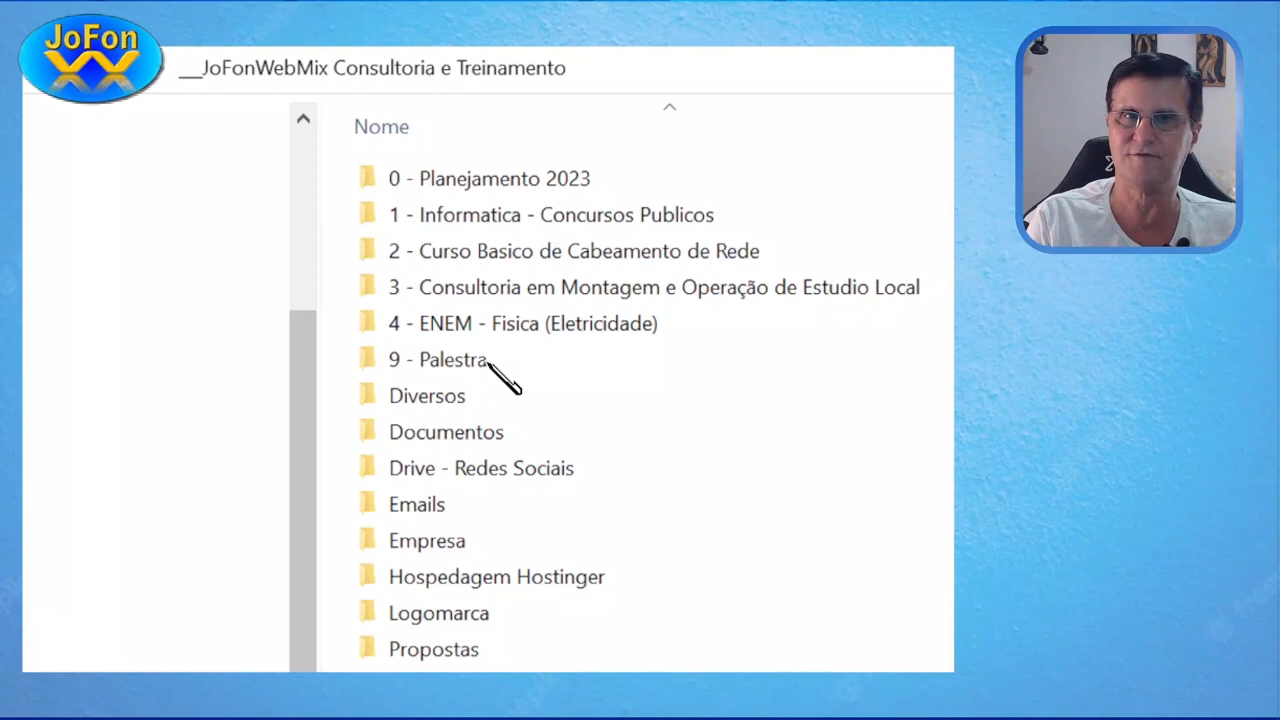 JoFon
__JoFonWebMix Consultoria e Treinamento
Nome
0 - Planejamento 2023
1 - Informatica - Concursos Publicos
2 - Curso Basico de Cabeamento de Rede
3 - Consultoria em Montagem e Operação de Estudio Local
4 - ENEM - Fisica (Eletricidade)
9 - Palestra
Diversos
Documentos
Drive - Redes Sociais
Emails
Empresa
Hospedagem Hostinger
Logomarca
Propostas